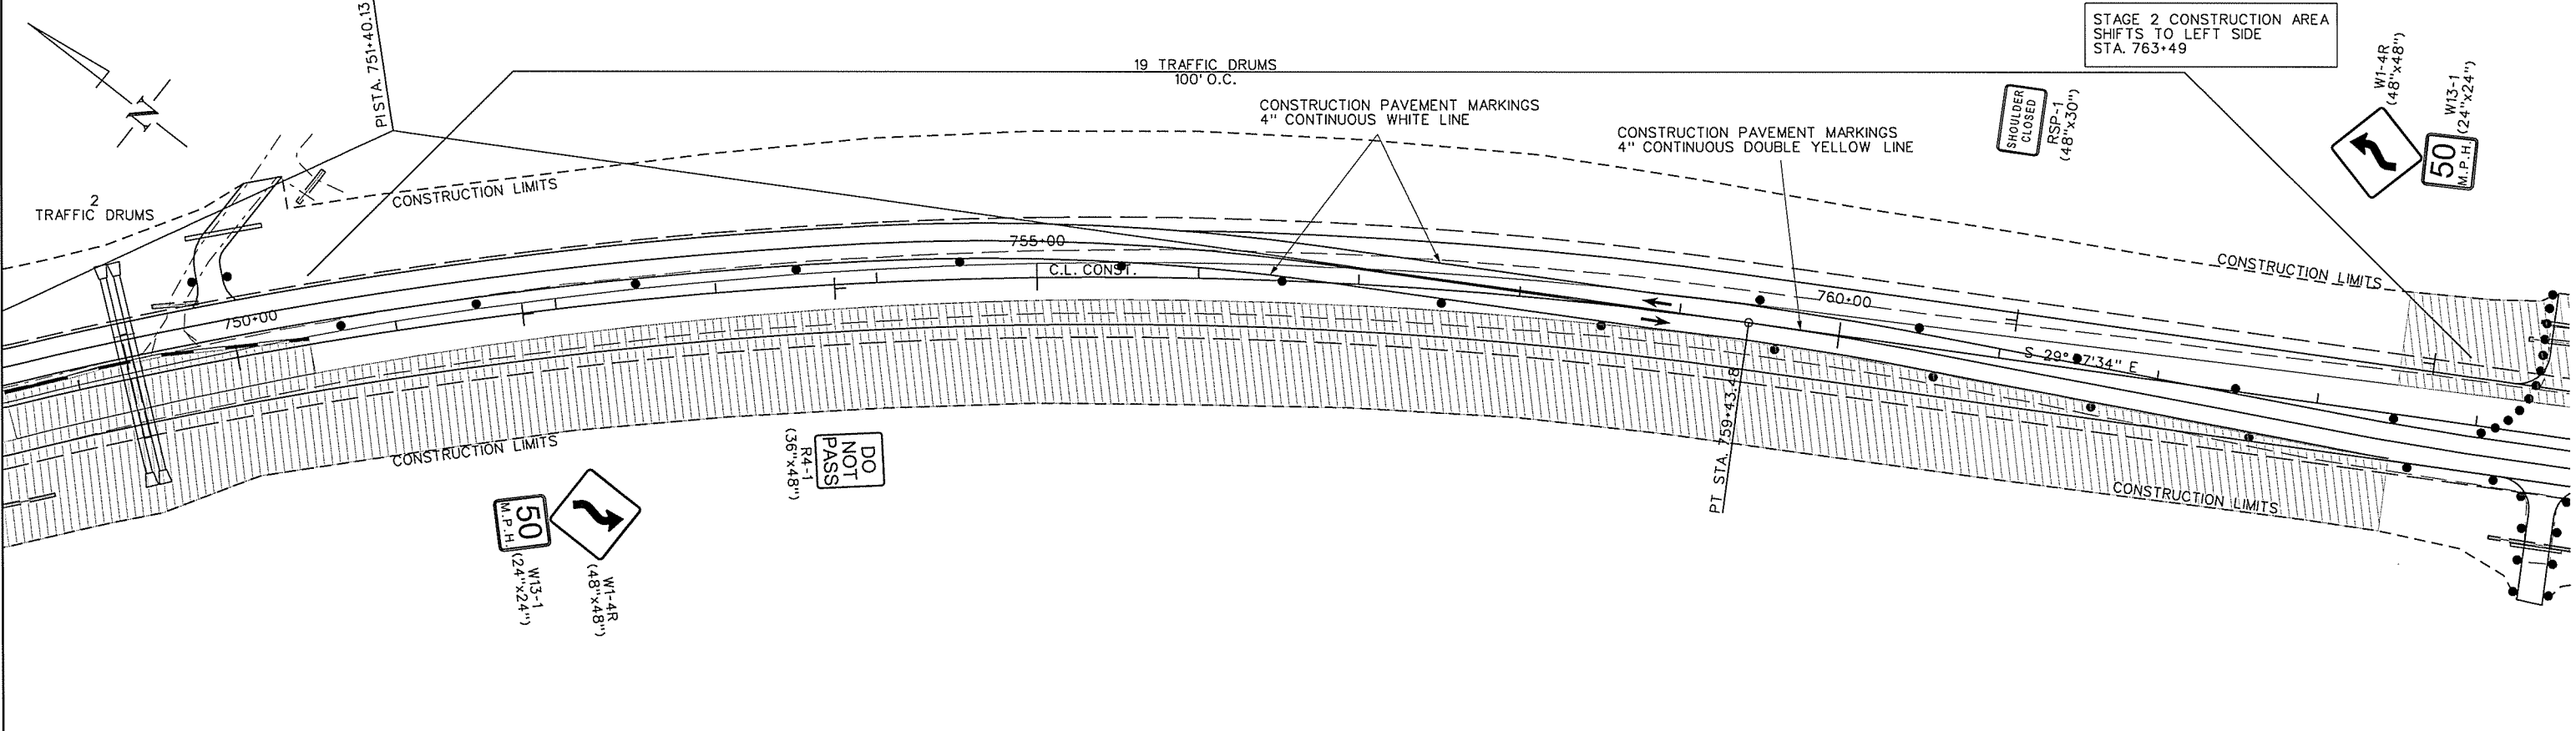 PI STA. 751+40.13
N
2
TRAFFIC DRUMS
CONSTRUCTION LIMITS
19 TRAFFIC DRUMS
100' O.C.
CONSTRUCTION PAVEMENT MARKINGS
4" CONTINUOUS WHITE LINE
CONSTRUCTION PAVEMENT MARKINGS
4" CONTINUOUS DOUBLE YELLOW LINE
STAGE 2 CONSTRUCTION AREA
SHIFTS TO LEFT SIDE
STA. 763+49
SHOULDER
CLOSED
RSP-1
(48"x30")
W1-4R
(48"x48")
W13-1
(24"x24")
50
M.P.H.
CONSTRUCTION LIMITS
750+00
755+00
C.L. CONST.
760+00
PT STA. 759+43.48
CONSTRUCTION LIMITS
CONSTRUCTION LIMITS
DO
NOT
PASS
R4-1
(36"x48")
50
M.P.H.
W13-1
(24"x24")
W1-4R
(48"x48")